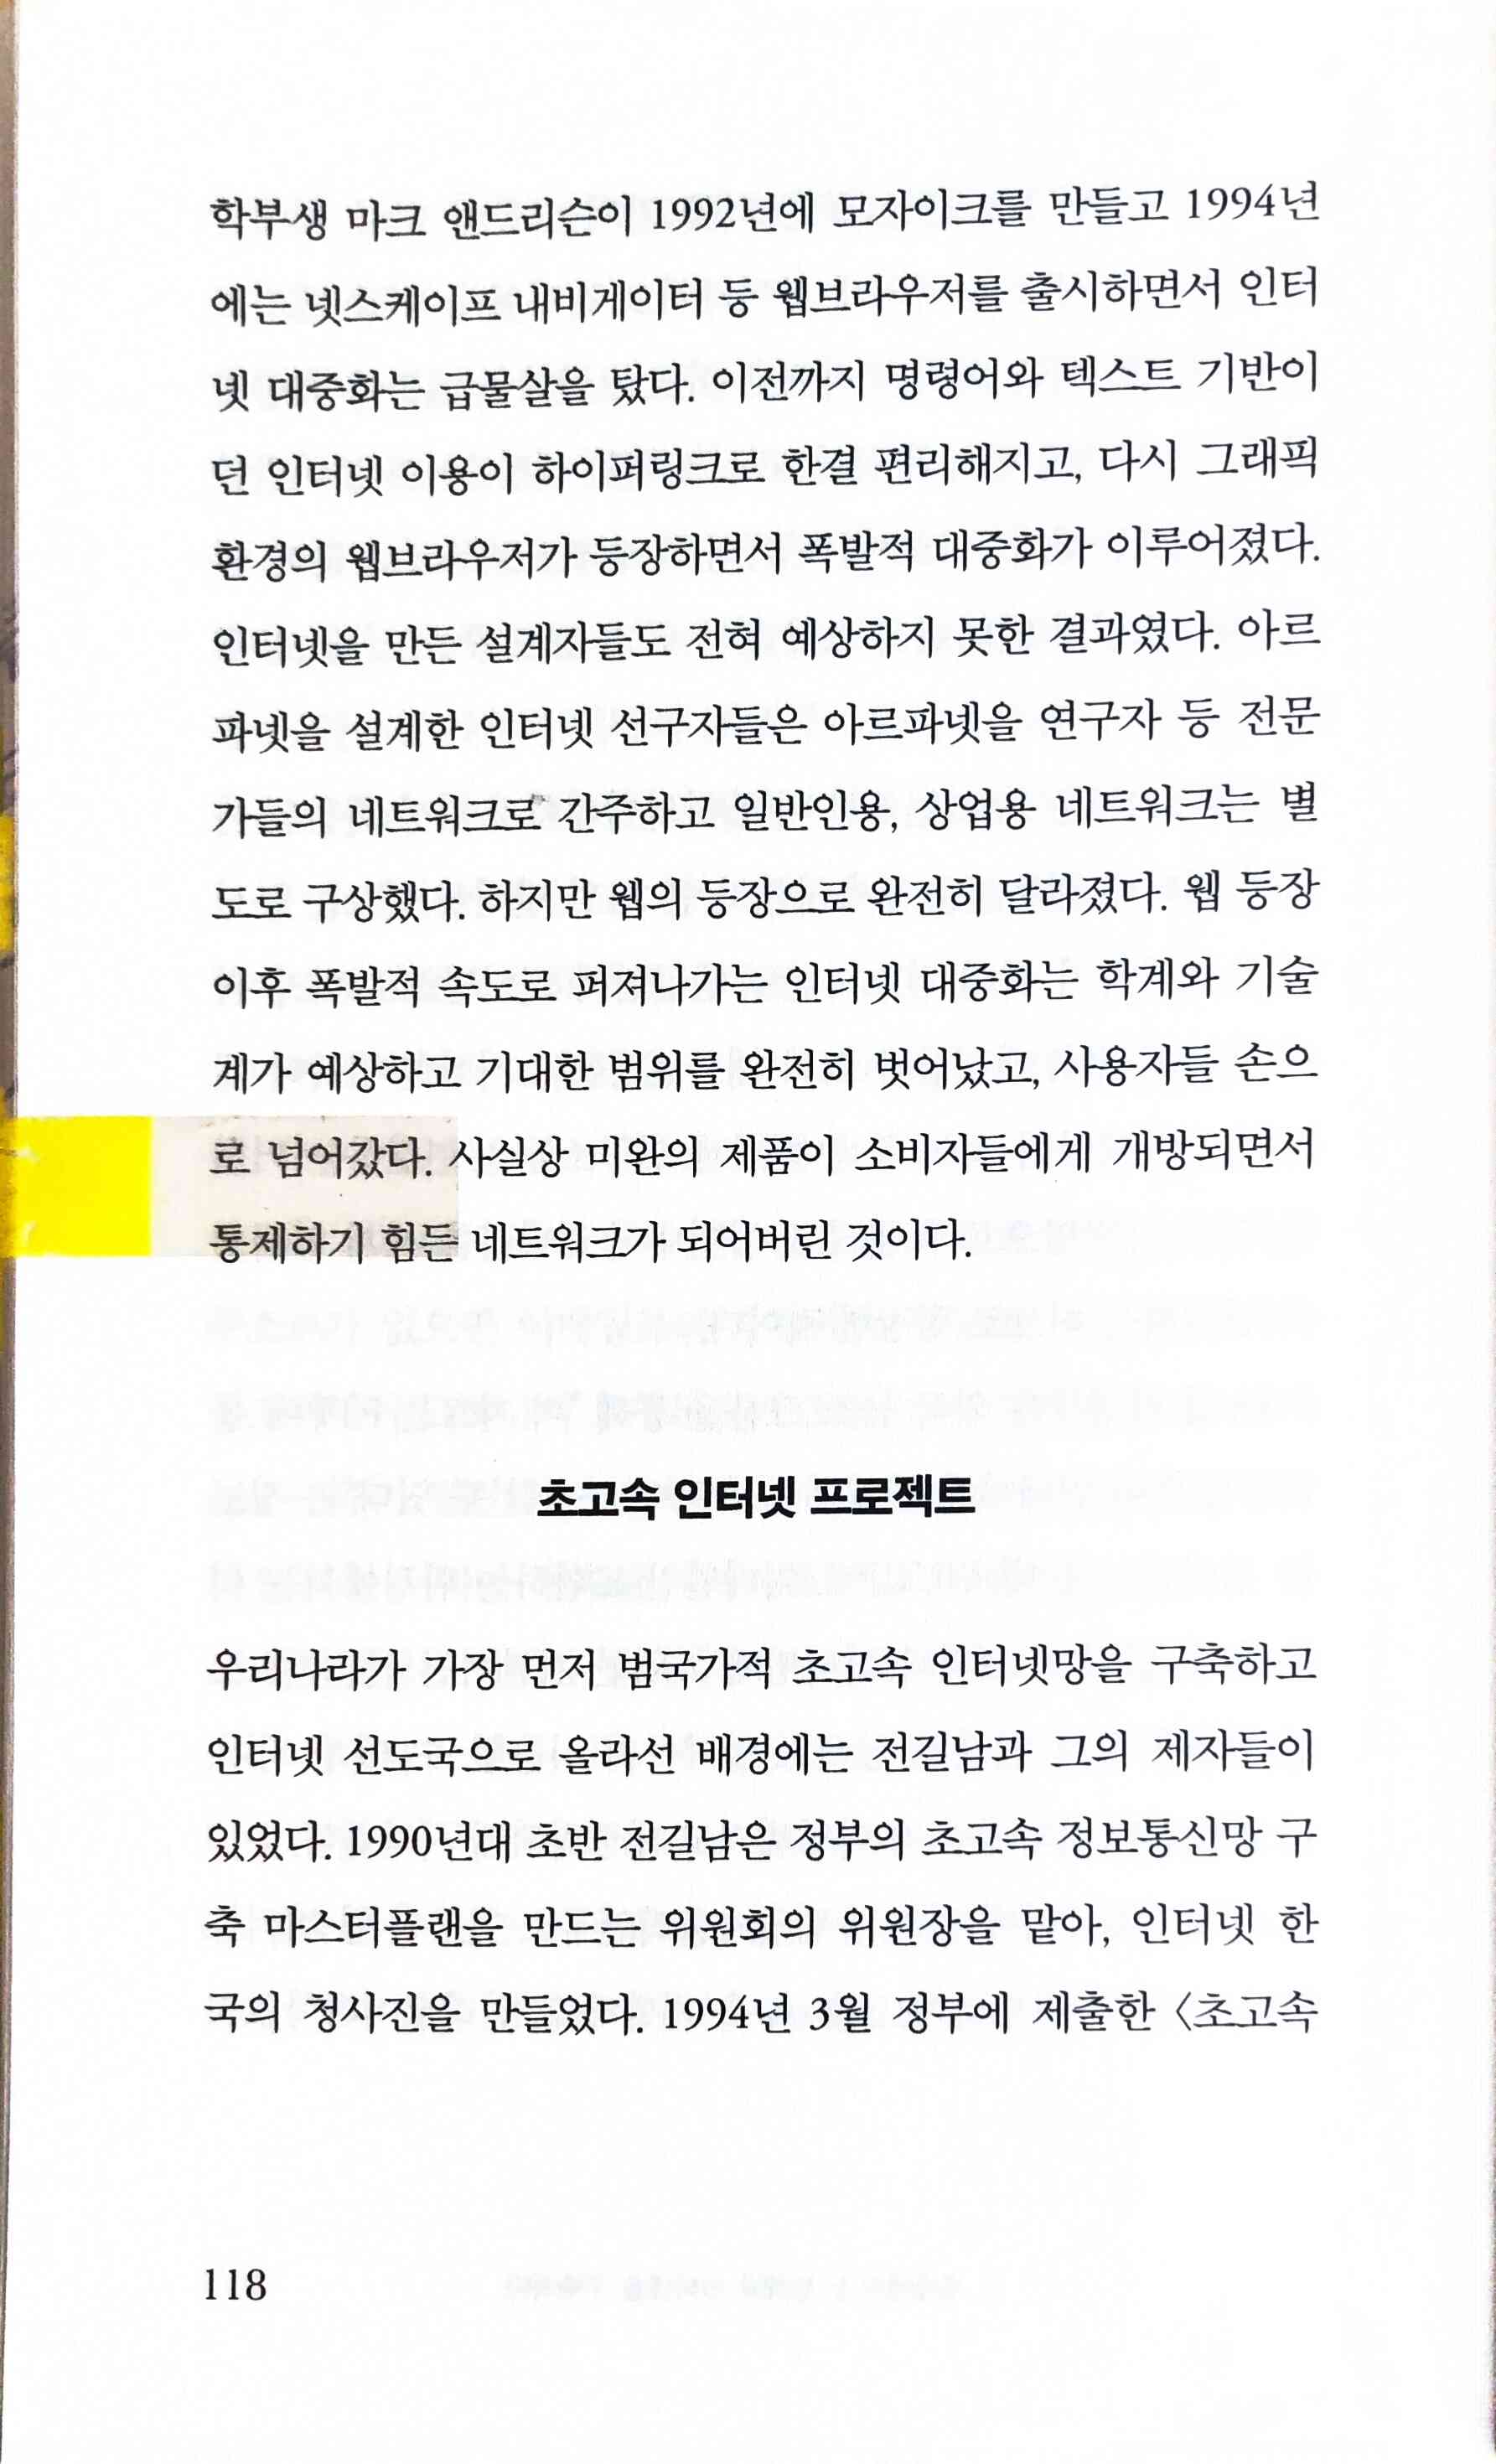 학부생 마크 앤드리슨이 1992년에 모자이크를 만들고 1994년
에는 넷스케이프 내비게이터 등 웹브라우저를 출시하면서 인터
넷 대중화는 급물살을 탔다. 이전까지 명령어와 텍스트 기반이
던 인터넷 이용이 하이퍼링크로 한결 편리해지고, 다시 그래픽
환경의 웹브라우저가 등장하면서 폭발적 대중화가 이루어졌다.
인터넷을 만든 설계자들도 전혀 예상하지 못한 결과였다. 아르
파넷을 설계한 인터넷 선구자들은 아르파넷을 연구자 등 전문
가들의 네트워크로 간주하고 일반인용, 상업용 네트워크는 별
도로 구상했다. 하지만 웹의 등장으로 완전히 달라졌다. 웹 등장
이후 폭발적 속도로 퍼져나가는 인터넷 대중화는 학계와 기술
계가 예상하고 기대한 범위를 완전히 벗어났고, 사용자들 손으
로 넘어갔다. 사실상 미완의 제품이 소비자들에게 개방되면서
통제하기 힘든 네트워크가 되어버린 것이다.
초고속 인터넷 프로젝트
우리나라가 가장 먼저 범국가적 초고속 인터넷망을 구축하고
인터넷 선도국으로 올라선 배경에는 전길남과 그의 제자들이
있었다. 1990년대 초반 전길남은 정부의 초고속 정보통신망 구
축 마스터플랜을 만드는 위원회의 위원장을 맡아, 인터넷 한
국의 청사진을 만들었다. 1994년 3월 정부에 제출한 〈초고속
118